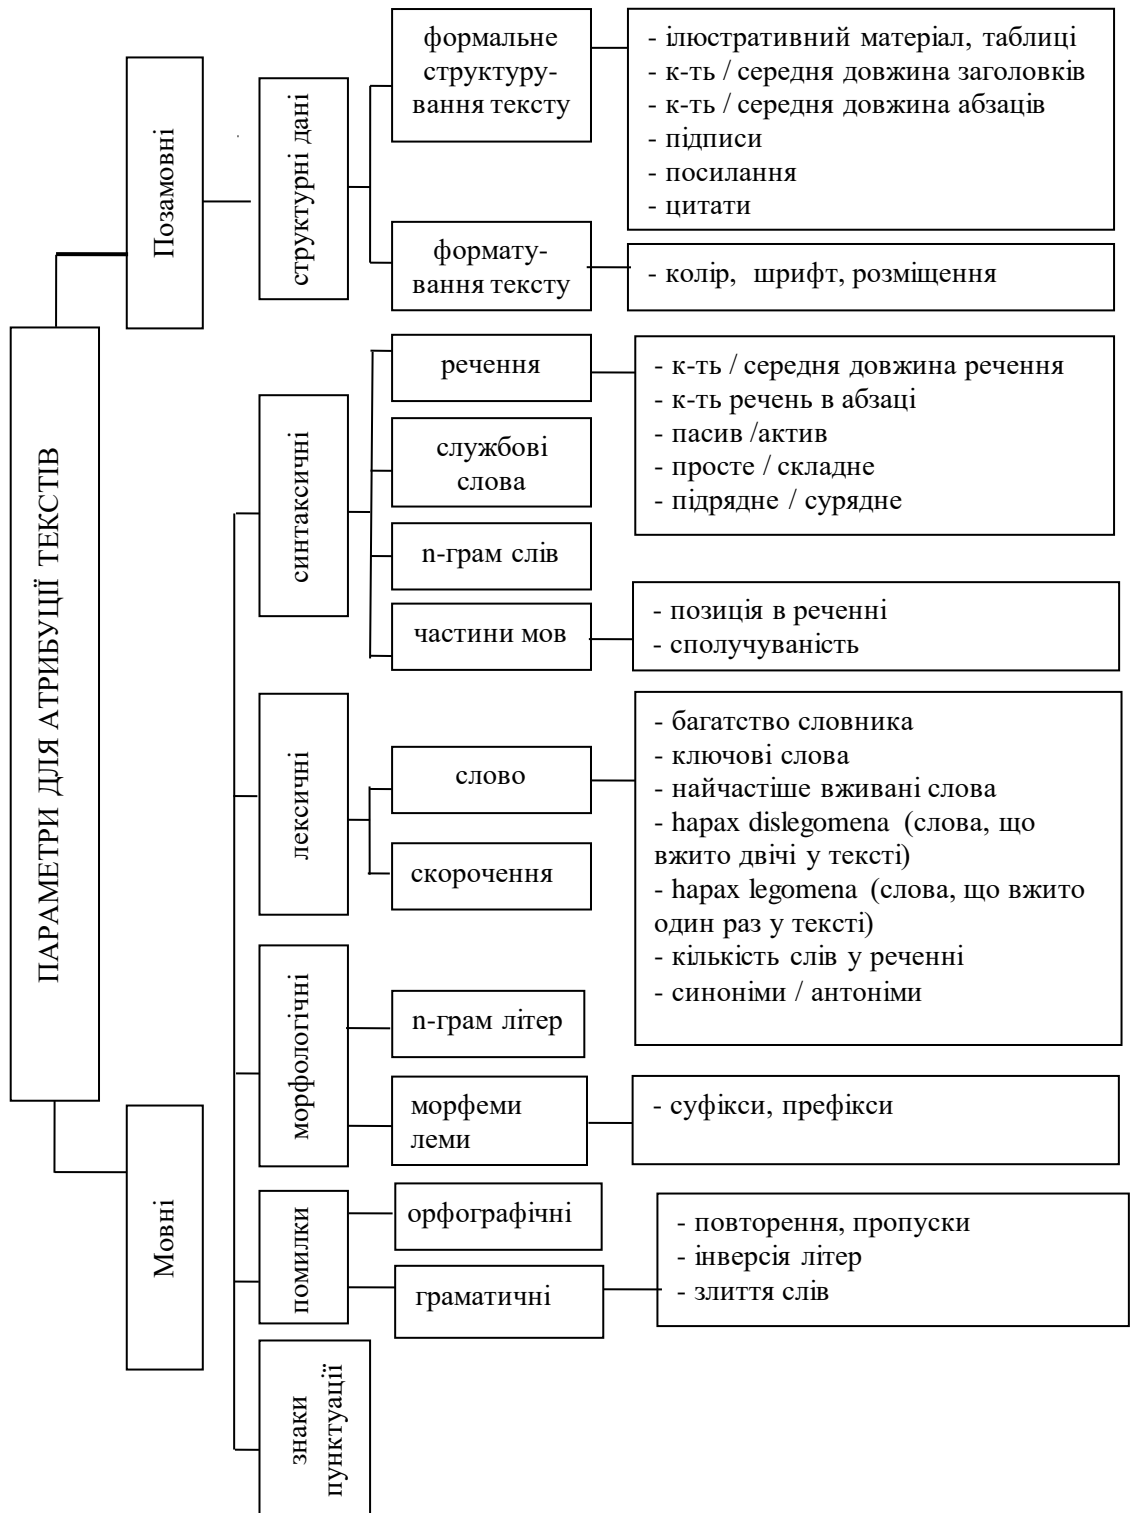 ПАРАМЕТРИ ДЛЯ АТРИБУЦІЇ ТЕКСТІВ
Позамовні
структурні дані
формальне
структуру-
вання тексту
- ілюстративний матеріал, таблиці
- к-ть / середня довжина заголовків
- к-ть / середня довжина абзаців
- підписи
- посилання
- цитати
формату-
вання тексту
- колір, шрифт, розміщення
Мовні
синтаксичні
речення
- к-ть / середня довжина речення
- к-ть речень в абзаці
- пасив /актив
- просте / складне
- підрядне / сурядне
службові
слова
n-грам слів
частини мов
- позиція в реченні
- сполучуваність
лексичні
слово
- багатство словника
- ключові слова
- найчастіше вживані слова
- hapax dislegomena (слова, що
вжито двічі у тексті)
- hapax legomena (слова, що вжито
один раз у тексті)
- кількість слів у реченні
- синоніми / антоніми
скорочення
морфологічні
n-грам літер
морфеми
леми
- суфікси, префікси
помилки
орфографічні
граматичні
- повторення, пропуски
- інверсія літер
- злиття слів
знаки
пунктуації